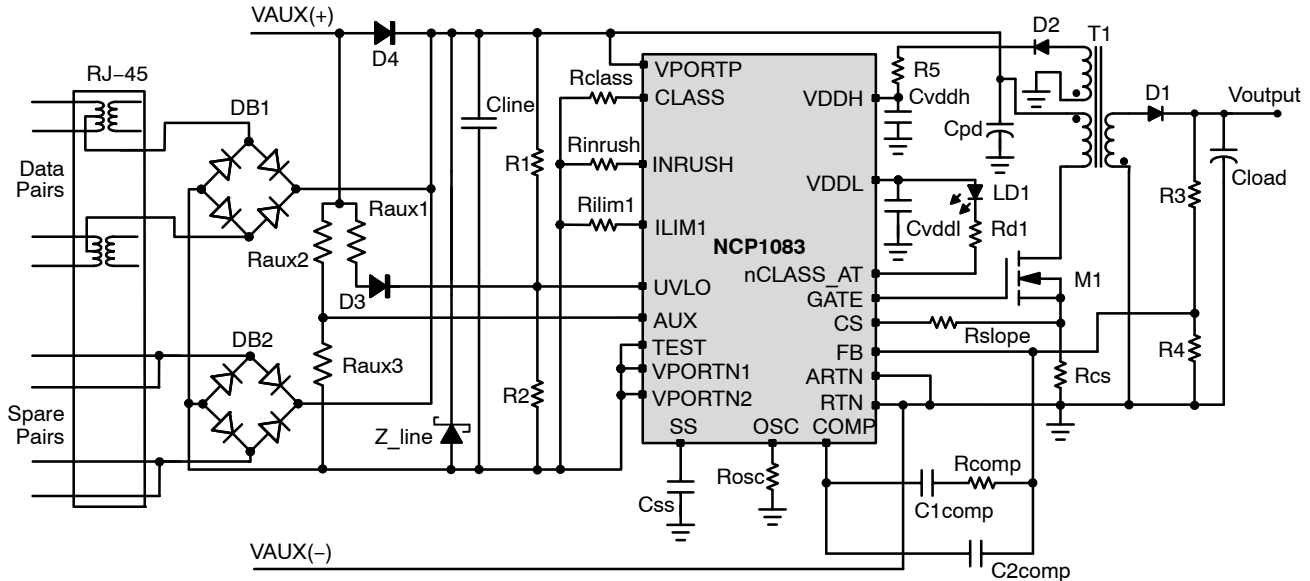 VAUX(+)
D4
RJ–45
DB1
Data
Pairs
Raux1
Raux2
D3
DB2
Raux3
Spare
Pairs
Z_line
Cline
R1
R2
Rclass
Rinrush
Rilim1
VPORTP
CLASS
INRUSH
ILIM1
NCP1083
UVLO
AUX
TEST
VPORTN1
VPORTN2
SS
OSC
COMP
VDDH
VDDL
nCLASS_AT
GATE
CS
FB
ARTN
RTN
D2
T1
R5
Cvddh
Cpd
D1
Voutput
LD1
Cvddl
Rd1
R3
Cload
M1
Rslope
Rcs
R4
Css
Rosc
Rcomp
C1comp
C2comp
VAUX(–)